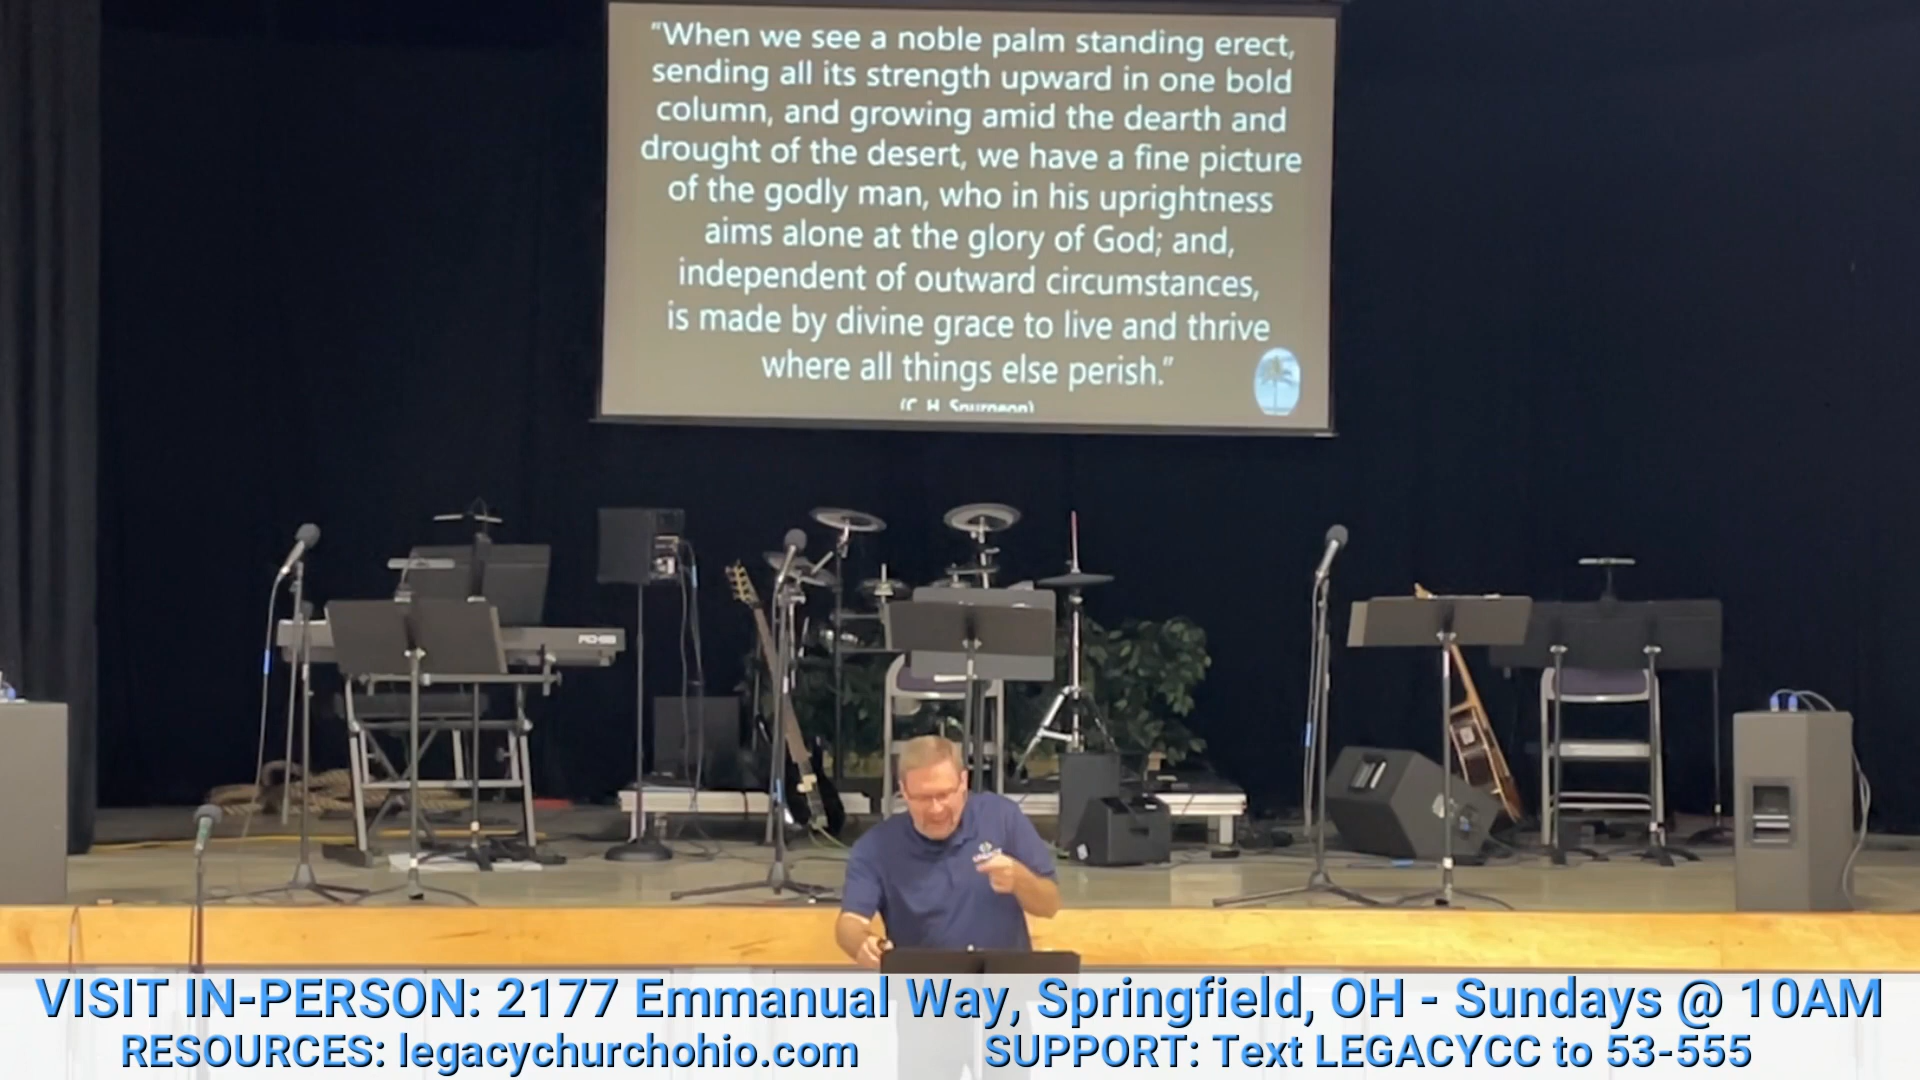 “When we see a noble palm standing erect,
sending all its strength upward in one bold
column, and growing amid the dearth and
drought of the desert, we have a fine picture
of the godly man, who in his uprightness
aims alone at the glory of God; and,
independent of outward circumstances,
is made by divine grace to live and thrive
where all things else perish.”
(C. H. Spurgeon)
VISIT IN-PERSON: 2177 Emmanual Way, Springfield, OH - Sundays @ 10AM
RESOURCES: legacychurchohio.com
SUPPORT: Text LEGACYCC to 53-555